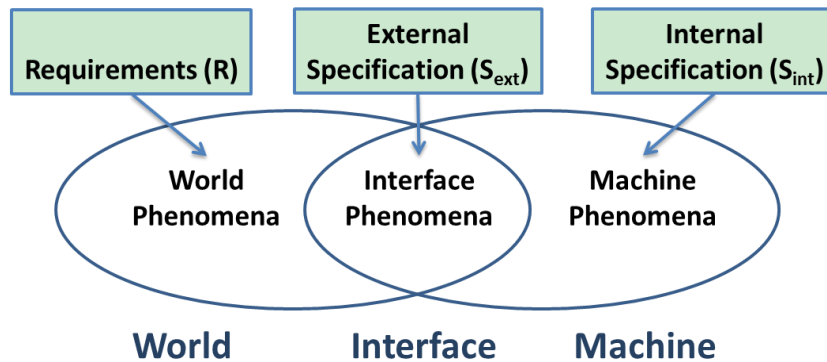 Requirements (R)
External
Specification (Sext)
Internal
Specification (Sint)
World
Phenomena
Interface
Phenomena
Machine
Phenomena
World
Interface
Machine